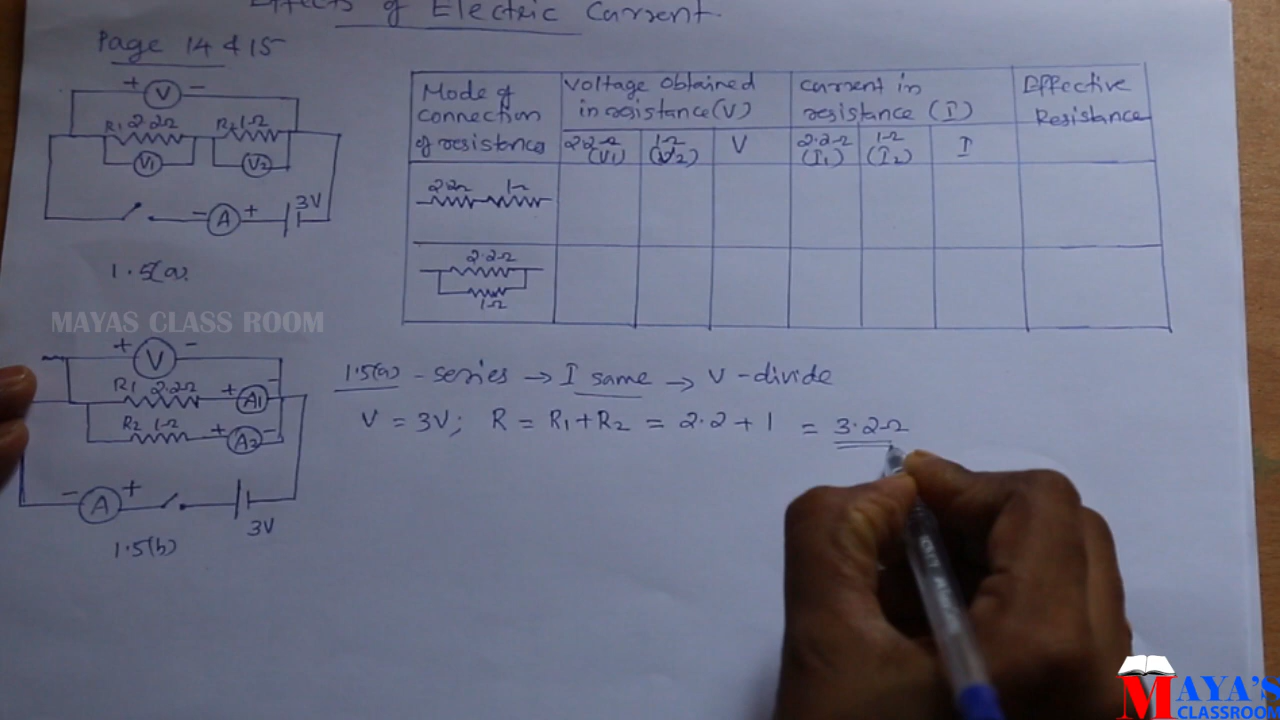 Effects of Electric Current.
Page 14 & 15
+ V -
R1 2.2Ω R2 1Ω
V1 V2
- A + 3V
1.5(a)
MAYAS CLASS ROOM
+ V -
R1 2.2Ω + A1 -
R2 1Ω + A2 -
- A +
3V
1.5(b)
Mode of connection of resistance
Voltage obtained in resistance (V)
Current in resistance (I)
Effective Resistance
2.2Ω (V1) 1Ω (V2) V 2.2Ω (I1) 1Ω (I2) I
2.2Ω 1Ω
2.2Ω
1Ω
1.5(a) - series → I same → V - divide
V = 3V; R = R1 + R2 = 2.2 + 1 = 3.2Ω
MAYA'S
CLASSROOM